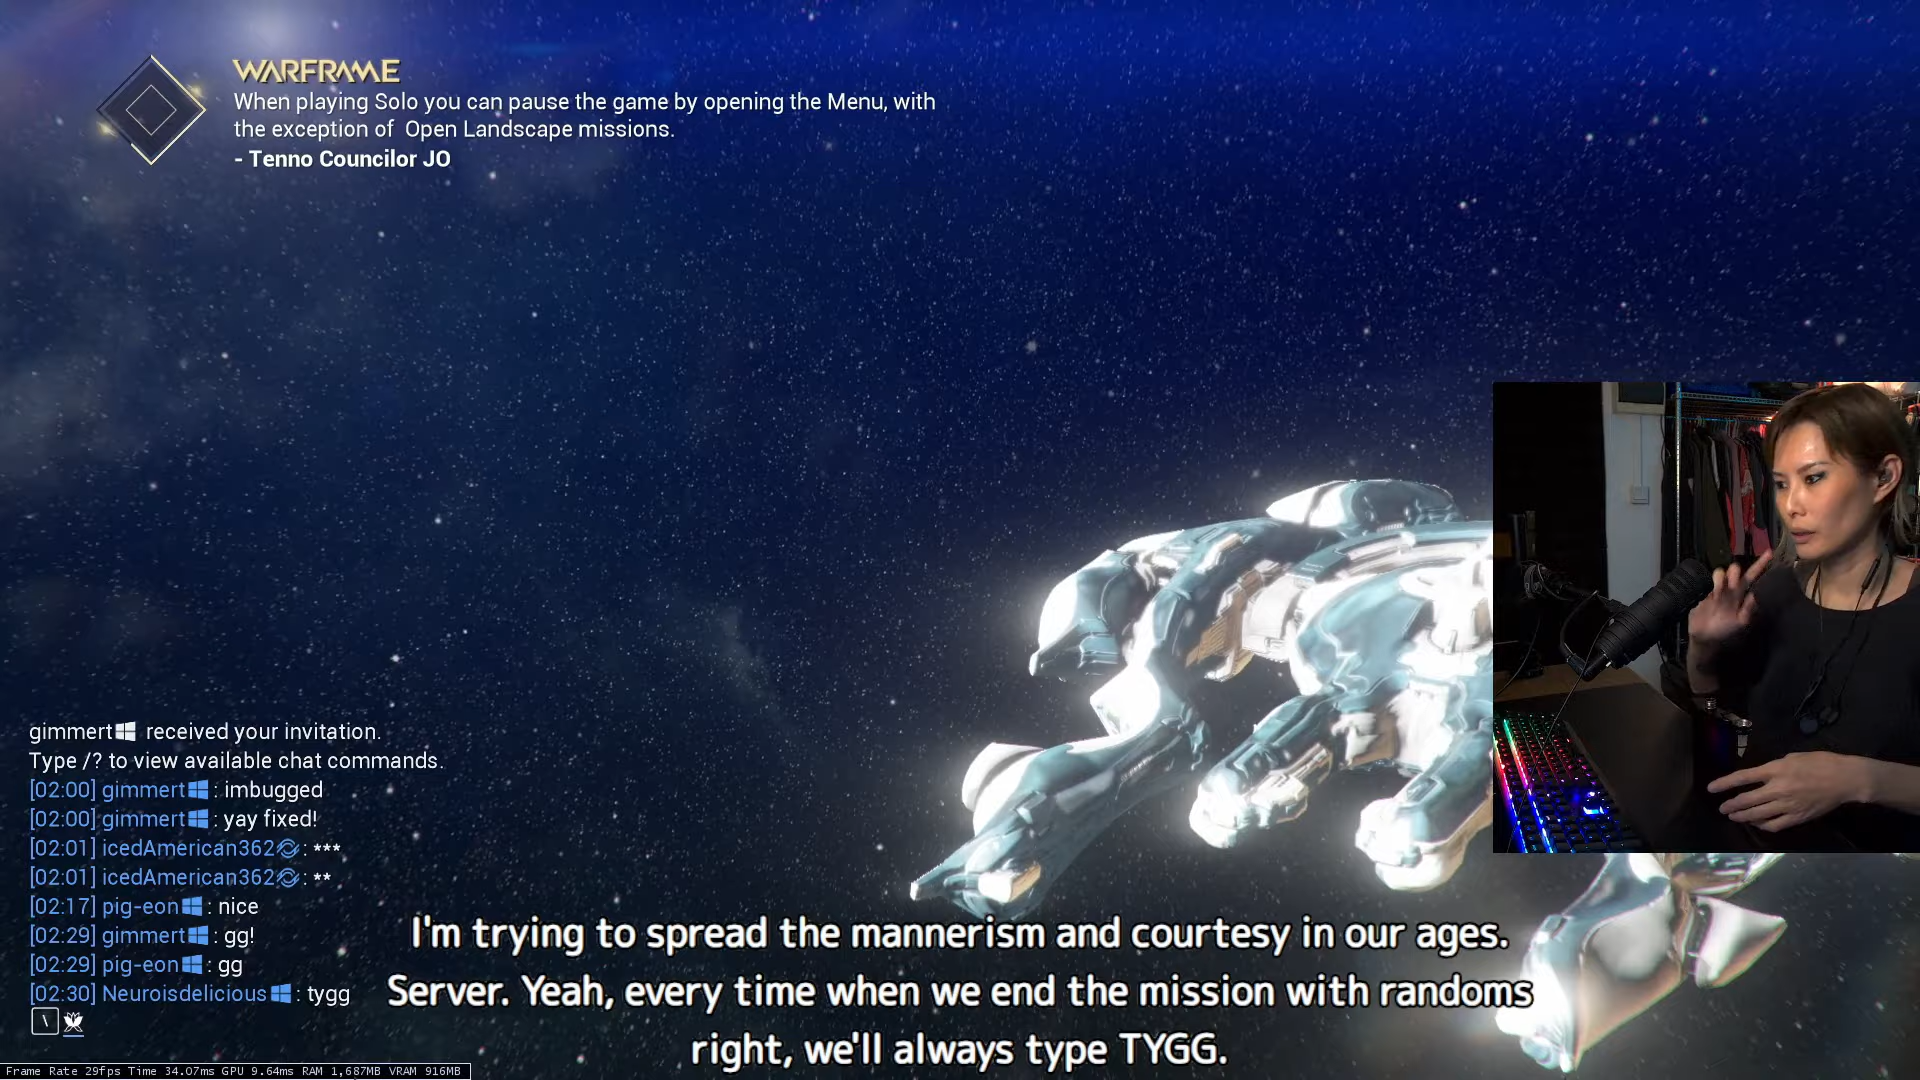 WARFRAME
When playing Solo you can pause the game by opening the Menu, with
the exception of  Open Landscape missions.
- Tenno Councilor JO
gimmert received your invitation.
Type /? to view available chat commands.
[02:00] gimmert : imbugged
[02:00] gimmert : yay fixed!
[02:01] icedAmerican362 : ***
[02:01] icedAmerican362 : **
[02:17] pig-eon : nice
[02:29] gimmert : gg!
[02:29] pig-eon : gg
[02:30] Neuroisdelicious : tygg
\
I'm trying to spread the mannerism and courtesy in our ages.
Server. Yeah, every time when we end the mission with randoms
right, we'll always type TYGG.
Frame Rate 29fps Time 34.07ms GPU 9.64ms RAM 1,687MB VRAM 916MB